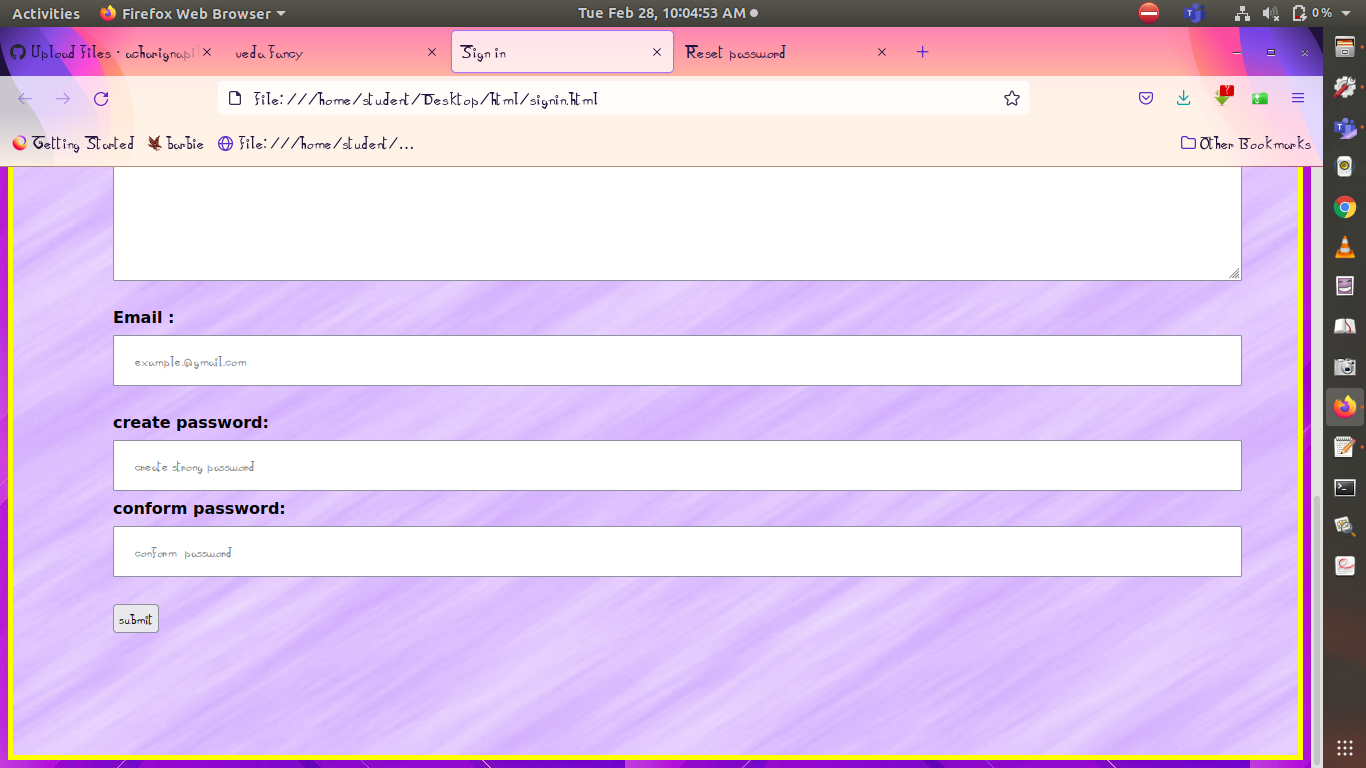 Activities Firefox Web Browser Tue Feb 28, 10:04:53 AM 0 %
Upload files · acharignapi veda fancy Sign in Reset password
file:///home/student/Desktop/html/signin.html
Getting Started barbie file:///home/student/... Other Bookmarks
Email :
example.@gmail.com
create password:
create strong password
conform password:
conform password
submit